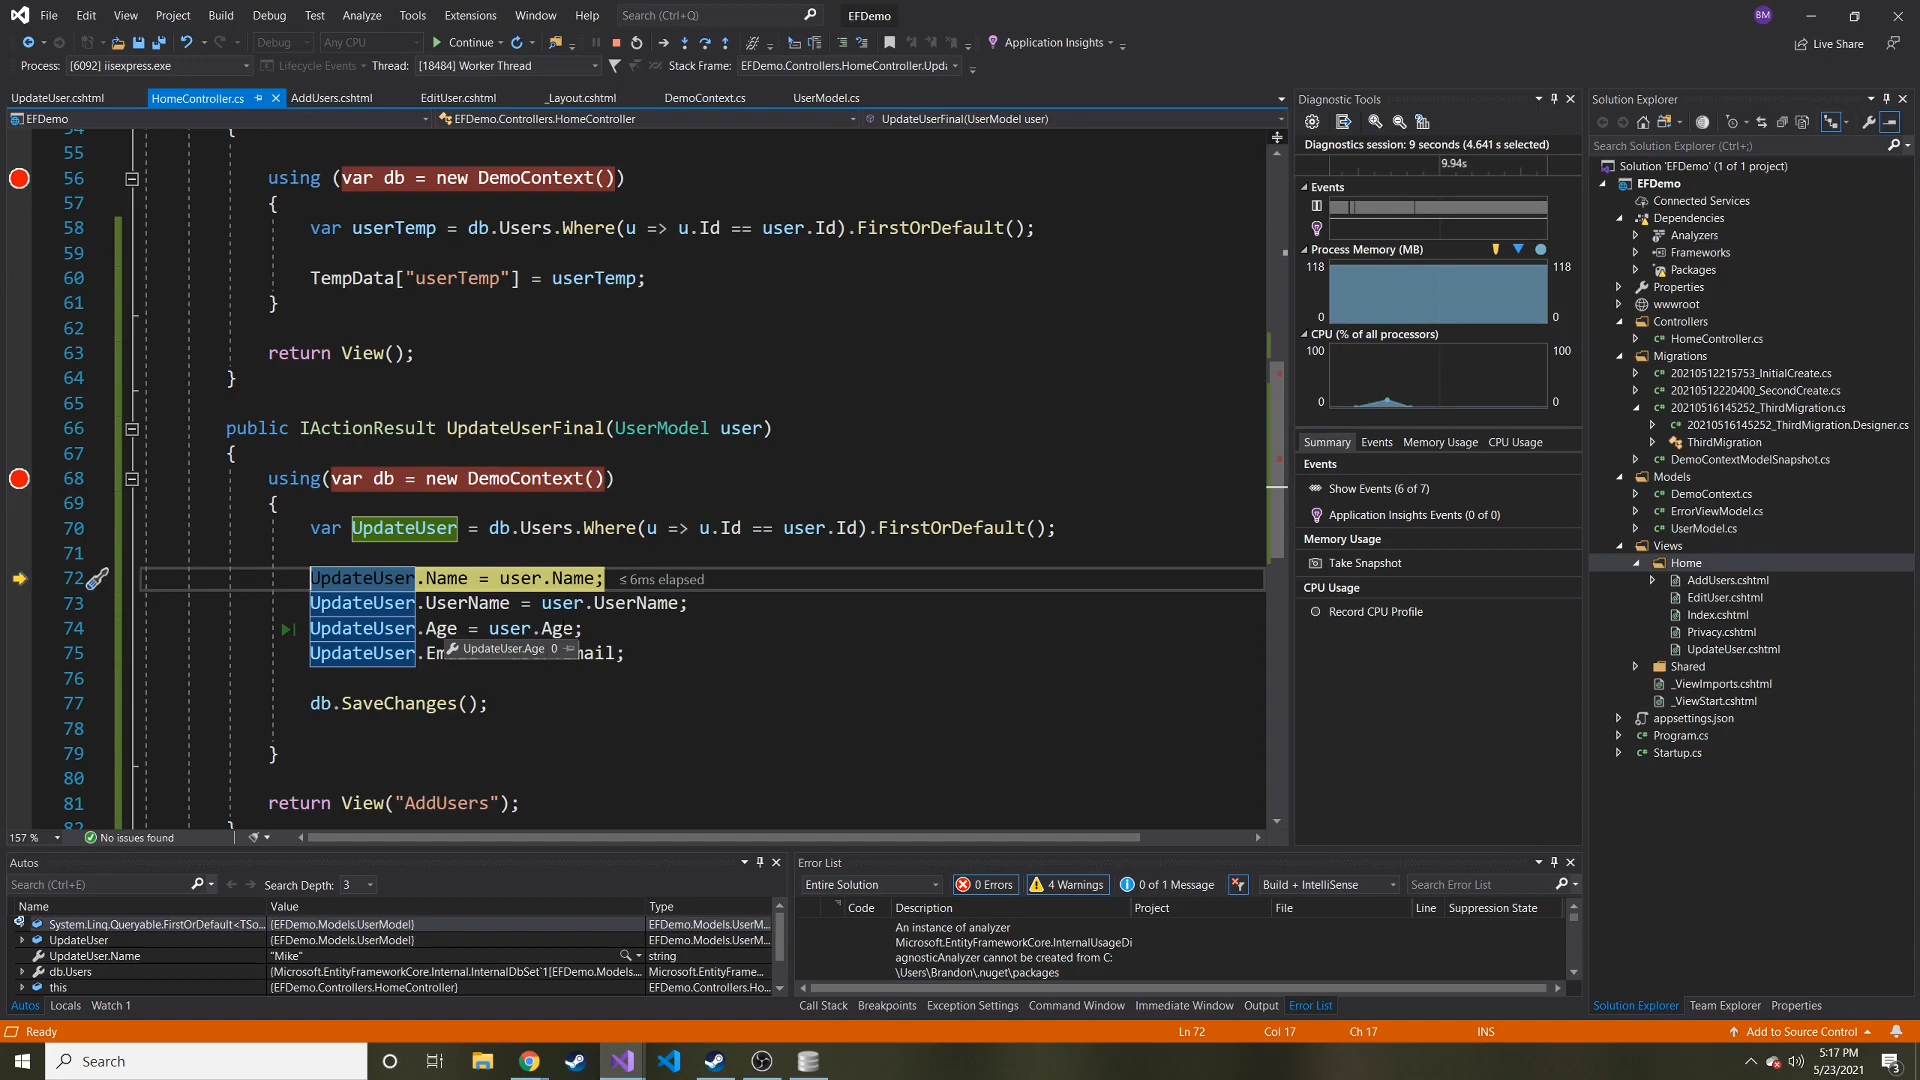 File Edit View Project Build Debug Test Analyze Tools Extensions Window Help Search (Ctrl+Q) EFDemo BM
Debug Any CPU Continue Application Insights Live Share
Process: [6092] iisexpress.exe Lifecycle Events Thread: [18484] Worker Thread Stack Frame: EFDemo.Controllers.HomeController.Upda
UpdateUser.cshtml HomeController.cs AddUsers.cshtml EditUser.cshtml _Layout.cshtml DemoContext.cs UserModel.cs
EFDemo EFDemo.Controllers.HomeController UpdateUserFinal(UserModel user)
54 {
55
56 using (var db = new DemoContext())
57 {
58 var userTemp = db.Users.Where(u => u.Id == user.Id).FirstOrDefault();
59
60 TempData["userTemp"] = userTemp;
61 }
62
63 return View();
64 }
65
66 public IActionResult UpdateUserFinal(UserModel user)
67 {
68 using(var db = new DemoContext())
69 {
70 var UpdateUser = db.Users.Where(u => u.Id == user.Id).FirstOrDefault();
71
72 UpdateUser.Name = user.Name; ≤ 6ms elapsed
73 UpdateUser.UserName = user.UserName;
74 UpdateUser.Age = user.Age;
UpdateUser.Age 0
75 UpdateUser.Em mail;
76
77 db.SaveChanges();
78
79 }
80
81 return View("AddUsers");
82 }
157 % No issues found
Diagnostic Tools
Diagnostics session: 9 seconds (4.641 s selected)
9.94s
Events
Process Memory (MB)
118 118
0 0
CPU (% of all processors)
100 100
0 0
Summary Events Memory Usage CPU Usage
Events
Show Events (6 of 7)
Application Insights Events (0 of 0)
Memory Usage
Take Snapshot
CPU Usage
Record CPU Profile
Solution Explorer
Search Solution Explorer (Ctrl+;)
Solution 'EFDemo' (1 of 1 project)
EFDemo
Connected Services
Dependencies
Analyzers
Frameworks
Packages
Properties
wwwroot
Controllers
C# HomeController.cs
Migrations
C# 20210512215753_InitialCreate.cs
C# 20210512220400_SecondCreate.cs
C# 20210516145252_ThirdMigration.cs
C# 20210516145252_ThirdMigration.Designer.cs
ThirdMigration
C# DemoContextModelSnapshot.cs
Models
C# DemoContext.cs
C# ErrorViewModel.cs
C# UserModel.cs
Views
Home
AddUsers.cshtml
EditUser.cshtml
Index.cshtml
Privacy.cshtml
UpdateUser.cshtml
Shared
_ViewImports.cshtml
_ViewStart.cshtml
appsettings.json
C# Program.cs
C# Startup.cs
Autos
Search (Ctrl+E) Search Depth: 3
Name Value Type
System.Linq.Queryable.FirstOrDefault<TSo... {EFDemo.Models.UserModel} EFDemo.Models.UserM...
UpdateUser {EFDemo.Models.UserModel} EFDemo.Models.UserM...
UpdateUser.Name "Mike" string
db.Users {Microsoft.EntityFrameworkCore.Internal.InternalDbSet`1[EFDemo.Models.... Microsoft.EntityFrame...
this {EFDemo.Controllers.HomeController} EFDemo.Controllers.Ho...
Autos Locals Watch 1
Error List
Entire Solution 0 Errors 4 Warnings 0 of 1 Message Build + IntelliSense Search Error List
Code Description Project File Line Suppression State
An instance of analyzer
Microsoft.EntityFrameworkCore.InternalUsageDi
agnosticAnalyzer cannot be created from C:
\Users\Brandon\.nuget\packages
Call Stack Breakpoints Exception Settings Command Window Immediate Window Output Error List
Solution Explorer Team Explorer Properties
Ready Ln 72 Col 17 Ch 17 INS Add to Source Control
Search
5:17 PM
5/23/2021
3